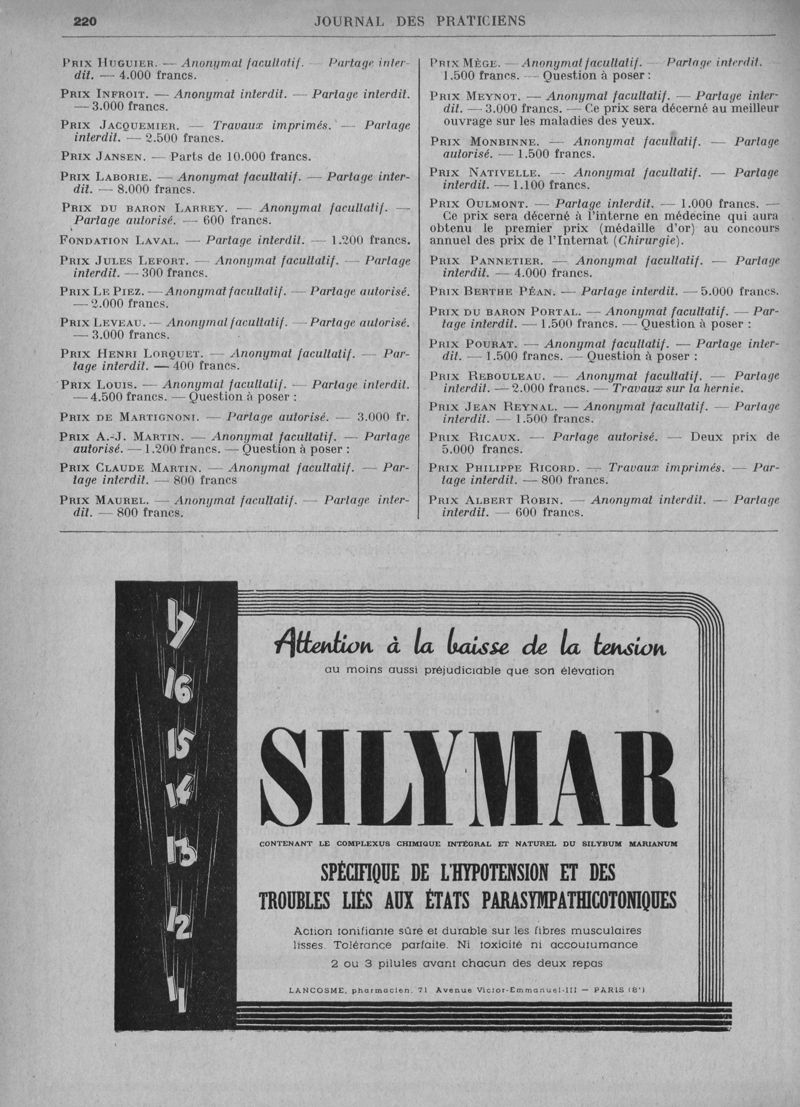 220
JOURNAL DES PRATICIENS
PRIX HUGUIER. — Anonymat facultatif. — Partage inter-
dit. — 4.000 francs.
PRIX INFROIT. — Anonymat interdit. — Partage interdit.
— 3.000 francs.
PRIX JACQUEMIER. — Travaux imprimés. — Partage
interdit. — 2.500 francs.
PRIX JANSEN. — Parts de 10.000 francs.
PRIX LABORIE. — Anonymat facultatif. — Partage inter-
dit. — 8.000 francs.
PRIX DU BARON LARREY. — Anonymat facultatif. —
Partage autorisé. — 600 francs.
FONDATION LAVAL. — Partage interdit. — 1.200 francs.
PRIX JULES LEFORT. — Anonymat facultatif. — Partage
interdit. — 300 francs.
PRIX LE PIEZ. — Anonymat facultatif. — Partage autorisé.
— 2.000 francs.
PRIX LEVEAU. — Anonymat facultatif. — Partage autorisé.
— 3.000 francs.
PRIX HENRI LORQUET. — Anonymat facultatif. — Par-
tage interdit. — 400 francs.
PRIX LOUIS. — Anonymat facultatif. — Partage interdit.
— 4.500 francs. — Question à poser :
PRIX DE MARTIGNONI. — Partage autorisé. — 3.000 fr.
PRIX A.-J. MARTIN. — Anonymat facultatif. — Partage
autorisé. — 1.200 francs. — Question à poser :
PRIX CLAUDE MARTIN. — Anonymat facultatif. — Par-
tage interdit. — 800 francs
PRIX MAUREL. — Anonymat facultatif. — Partage inter-
dit. — 800 francs.
PRIX MÈGE. — Anonymat facultatif. — Partage interdit.
1.500 francs. — Question à poser :
PRIX MEYNOT. — Anonymat facultatif. — Partage inter-
dit. — 3.000 francs. — Ce prix sera décerné au meilleur
ouvrage sur les maladies des yeux.
PRIX MONBINNE. — Anonymat facultatif. — Partage
autorisé. — 1.500 francs.
PRIX NATIVELLE. — Anonymat facultatif. — Partage
interdit. — 1.100 francs.
PRIX OULMONT. — Partage interdit. — 1.000 francs. —
Ce prix sera décerné à l'interne en médecine qui aura
obtenu le premier prix (médaille d'or) au concours
annuel des prix de l'Internat (Chirurgie).
PRIX PANNETIER. — Anonymat facultatif. — Partage
interdit. — 4.000 francs.
PRIX BERTHE PÉAN. — Partage interdit. — 5.000 francs.
PRIX DU BARON PORTAL. — Anonymat facultatif. — Par-
tage interdit. — 1.500 francs. — Question à poser :
PRIX POURAT. — Anonymat facultatif. — Partage inter-
dit. — 1.500 francs. — Question à poser :
PRIX REBOULEAU. — Anonymat facultatif. — Partage
interdit. — 2.000 francs. — Travaux sur la hernie.
PRIX JEAN REYNAL. — Anonymat facultatif. — Partage
interdit. — 1.500 francs.
PRIX RICAUX. — Partage autorisé. — Deux prix de
5.000 francs.
PRIX PHILIPPE RICORD. — Travaux imprimés. — Par-
tage interdit. — 800 francs.
PRIX ALBERT ROBIN. — Anonymat interdit. — Partage
interdit. — 600 francs.
17
16
15
14
13
12
11
Attention à la baisse de la tension
au moins aussi préjudiciable que son élévation
SILYMAR
CONTENANT LE COMPLEXUS CHIMIQUE INTÉGRAL ET NATUREL DU SILYBUM MARIANUM
SPÉCIFIQUE DE L'HYPOTENSION ET DES
TROUBLES LIÉS AUX ÉTATS PARASYMPATHICOTONIQUES
Action tonifiante sûre et durable sur les fibres musculaires
lisses. Tolérance parfaite. Ni toxicité ni accoutumance
2 ou 3 pilules avant chacun des deux repas
LANCOSME, pharmacien, 71, Avenue Victor-Emmanuel-III — PARIS (8e)